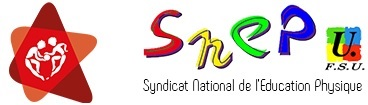 SNEP U.
F.S.U.
Syndicat National de l'Education Physique